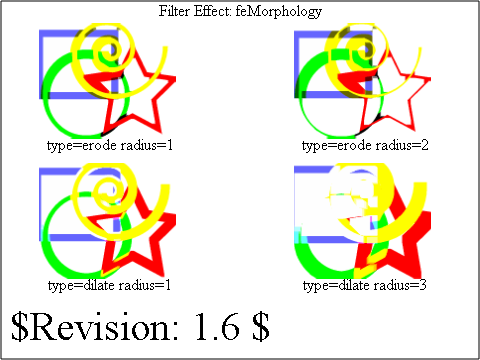 Filter Effect: feMorphology
type=erode radius=1
type=erode radius=2
type=dilate radius=1
type=dilate radius=3
$Revision: 1.6 $